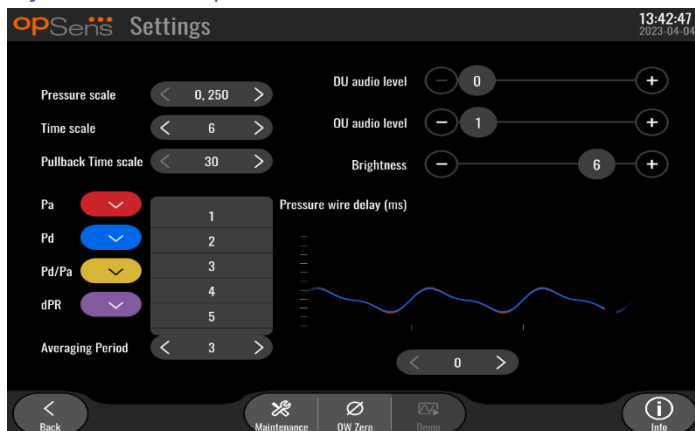 opSens Settings
13:42:47
2023-04-04
Pressure scale 0, 250
Time scale 6
Pullback Time scale 30
DU audio level 0
OU audio level 1
Brightness 6
Pa
Pd
Pd/Pa
dPR
1
2
3
4
5
Averaging Period 3
Pressure wire delay (ms)
0
Back
Maintenance
OW Zero
Demo
Info